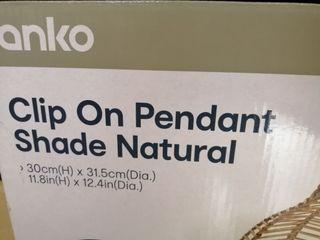 anko
Clip On Pendant
Shade Natural
› 30cm(H) x 31.5cm(Dia.)
11.8in(H) x 12.4in(Dia.)